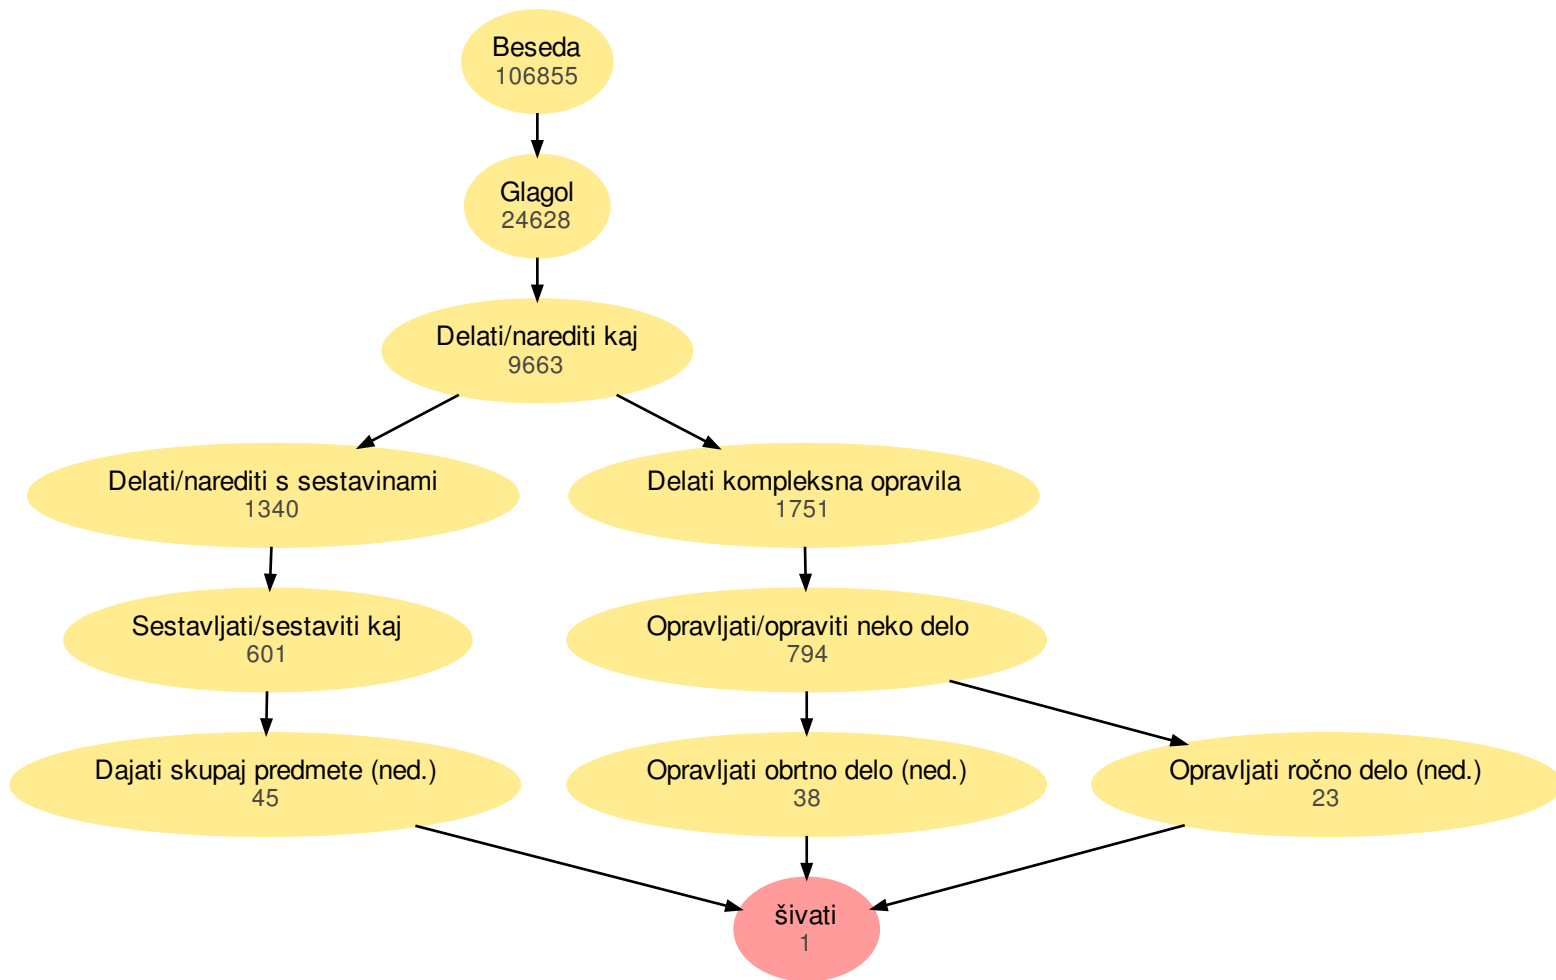 Beseda
106855
Glagol
24628
Delati/narediti kaj
9663
Delati/narediti s sestavinami
1340
Delati kompleksna opravila
1751
Sestavljati/sestaviti kaj
601
Opravljati/opraviti neko delo
794
Dajati skupaj predmete (ned.)
45
Opravljati obrtno delo (ned.)
38
Opravljati ročno delo (ned.)
23
šivati
1